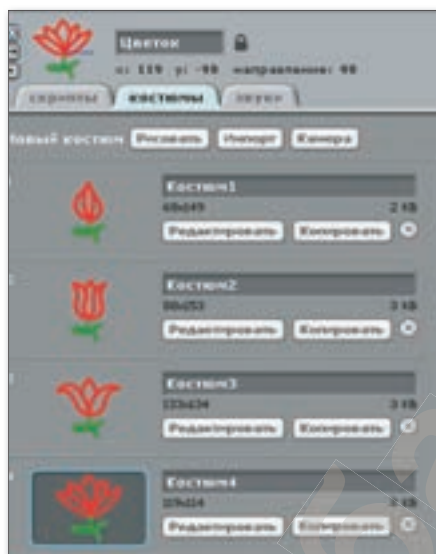 Цветок
x: 119 y: -98 направление: 90
скрипты костюмы звуки
новый костюм Рисовать Импорт Камера
Костюм1
2 KB
Редактировать Копировать
Костюм2
3 KB
Редактировать Копировать
Костюм3
3 KB
Редактировать Копировать
Костюм4
Редактировать Копировать